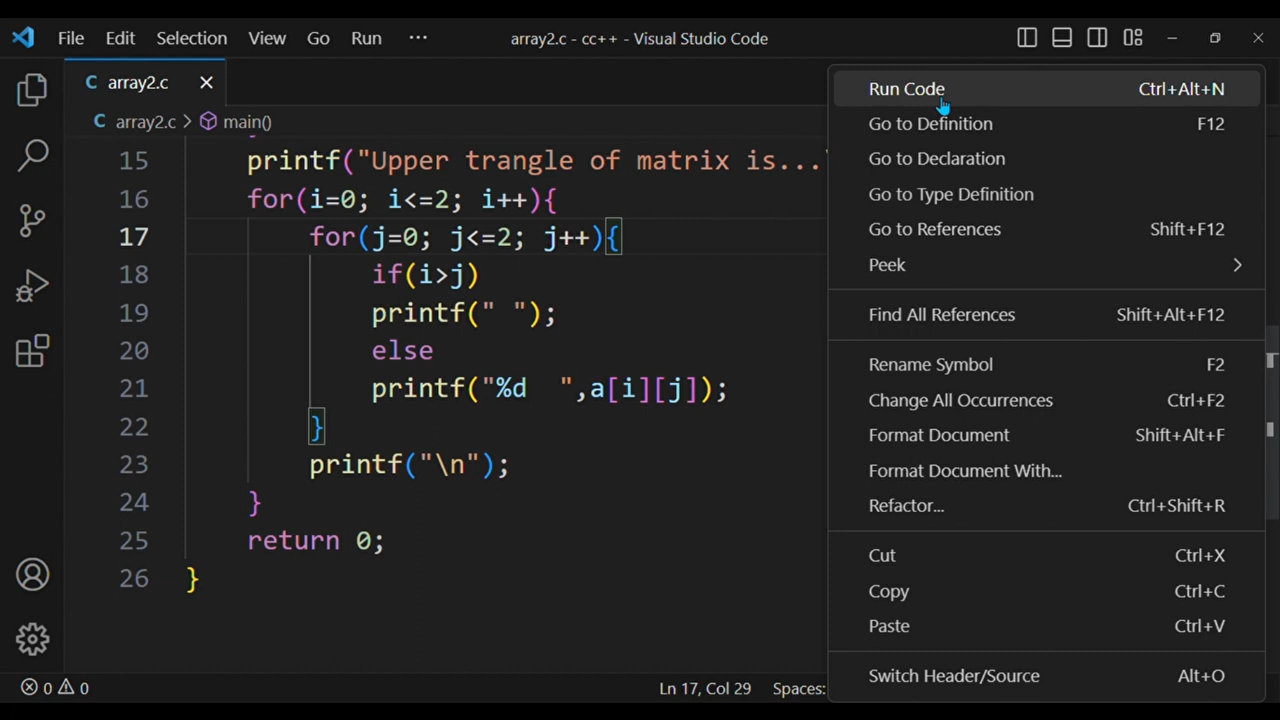 File Edit Selection View Go Run ··· array2.c - cc++ - Visual Studio Code
C array2.c ×
C array2.c > main()
15 printf("Upper trangle of matrix is...
16 for(i=0; i<=2; i++){
17 for(j=0; j<=2; j++){
18 if(i>j)
19 printf(" ");
20 else
21 printf("%d  ",a[i][j]);
22 }
23 printf("\n");
24 }
25 return 0;
26 }
Run Code Ctrl+Alt+N
Go to Definition F12
Go to Declaration
Go to Type Definition
Go to References Shift+F12
Peek >
Find All References Shift+Alt+F12
Rename Symbol F2
Change All Occurrences Ctrl+F2
Format Document Shift+Alt+F
Format Document With...
Refactor... Ctrl+Shift+R
Cut Ctrl+X
Copy Ctrl+C
Paste Ctrl+V
Switch Header/Source Alt+O
0 0 Ln 17, Col 29 Spaces: